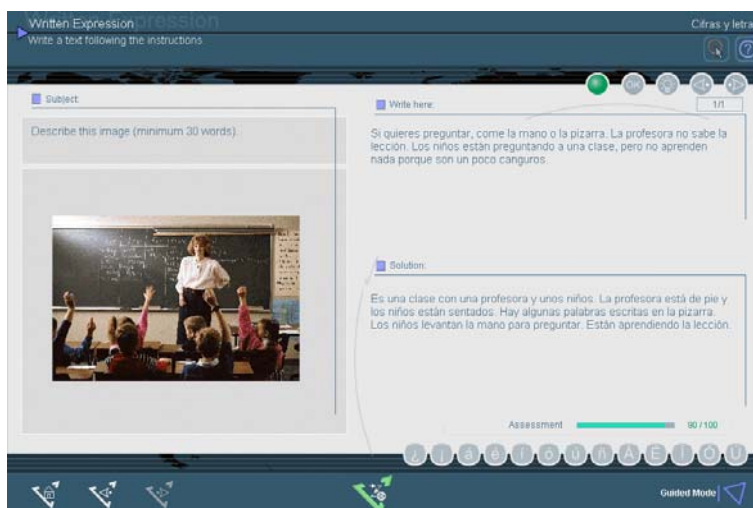 Written Expression
Cifras y letra
Write a text following the instructions
Subject:
Describe this image (minimum 30 words).
OK
Write here:
1/1
Si quieres preguntar, come la mano o la pizarra. La profesora no sabe la
lección. Los niños están preguntando a una clase, pero no aprenden
nada porque son un poco canguros.
Solution:
Es una clase con una profesora y unos niños. La profesora está de pie y
los niños están sentados. Hay algunas palabras escritas en la pizarra.
Los niños levantan la mano para preguntar. Están aprendiendo la lección.
Assessment
90 / 100
¿ ¡ á é í ó ú ñ Á É Í Ó Ú
Guided Mode